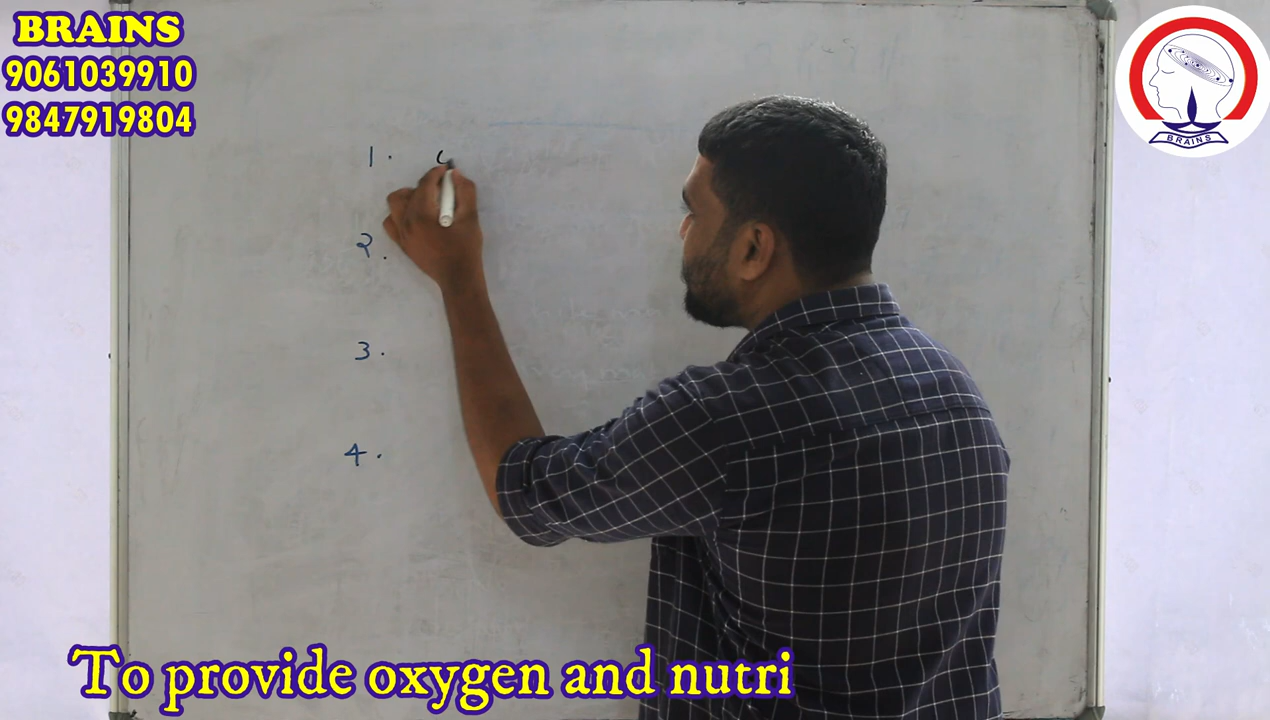 BRAINS
9061039910
9847919804
BRAINS
1.
2.
3.
4.
To provide oxygen and nutri